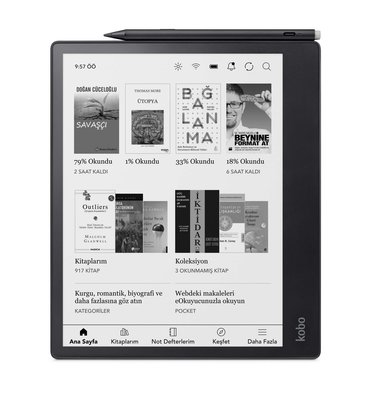 9:57 ÖÖ
DOĞAN CÜCELOĞLU
SAVAŞÇI
THOMAS MORE
ÜTOPYA
BAĞLANMA
BEYNİNE
FORMAT AT
79% Okundu
1% Okundu
33% Okundu
18% Okundu
2 SAAT KALDI
6 SAAT KALDI
Outliers
MALCOLM
GLADWELL
İKTİDAR
Kitaplarım
Koleksiyon
917 KİTAP
3 OKUNMAMIŞ KİTAP
Kurgu, romantik, biyografi ve
daha fazlasına göz atın
KATEGORİLER
Webdeki makaleleri
eOkuyucunuzla okuyun
POCKET
Ana Sayfa
Kitaplarım
Not Defterlerim
Keşfet
Daha Fazla
kobo